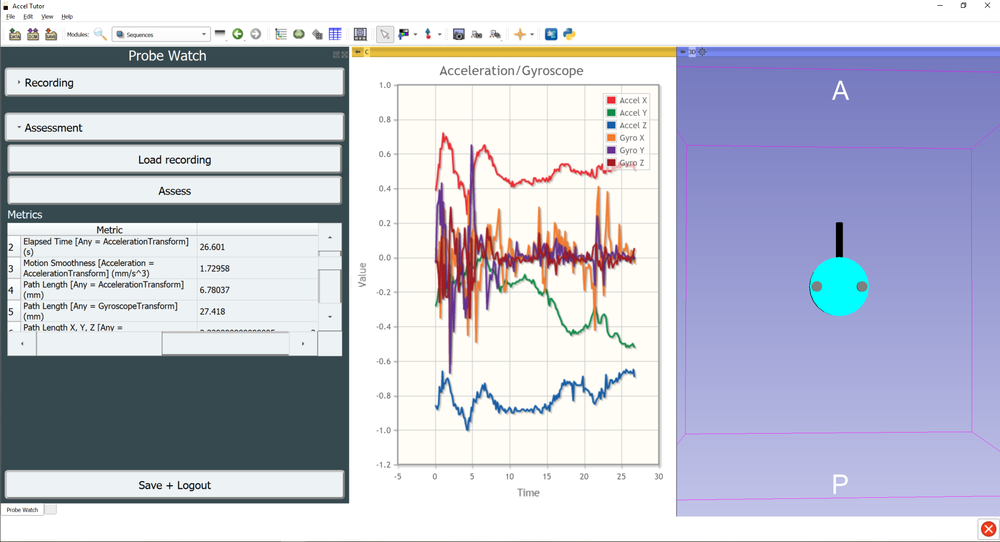 Accel Tutor
File Edit View Help
DATA DCM SAVE Modules: Sequences
Probe Watch
Recording
Assessment
Load recording
Assess
Metrics
Metric
2 Elapsed Time [Any = AccelerationTransform] (s) 26.601
3 Motion Smoothness [Acceleration = AccelerationTransform] (mm/s^3) 1.72958
4 Path Length [Any = AccelerationTransform] (mm) 6.78037
5 Path Length [Any = GyroscopeTransform] (mm) 27.418
Path Length X, Y, Z [Any =
Save + Logout
Probe Watch
C
Acceleration/Gyroscope
1.0
0.8
0.6
0.4
0.2
0.0
-0.2
-0.4
-0.6
-0.8
-1.0
-1.2
Value
-5 0 5 10 15 20 25 30
Time
Accel X
Accel Y
Accel Z
Gyro X
Gyro Y
Gyro Z
3D
A
P